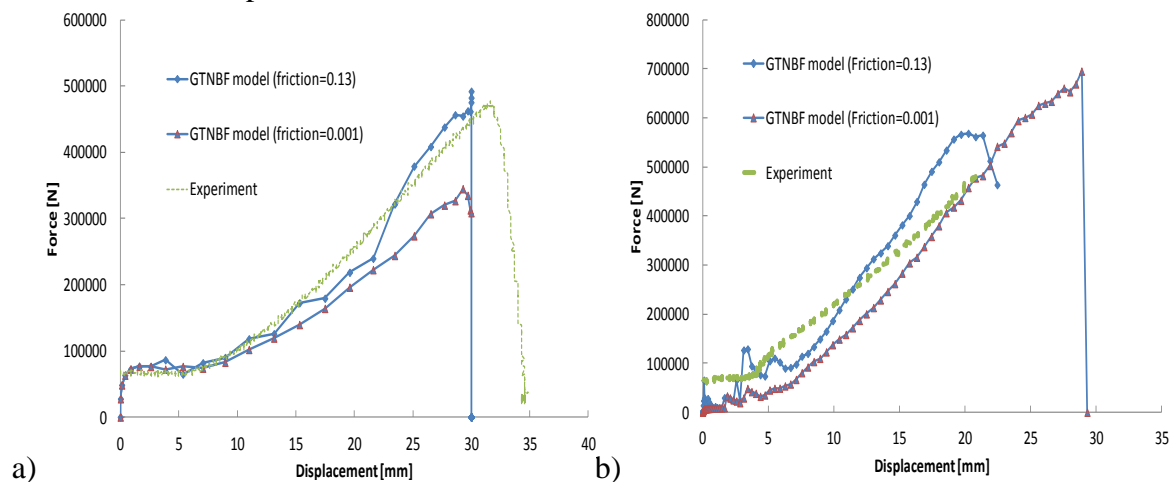 600000
500000
400000
300000
200000
100000
0
Force [N]
GTNBF model (friction=0.13)
GTNBF model (friction=0.001)
Experiment
0 5 10 15 20 25 30 35 40
Displacement [mm]
a)
800000
700000
600000
500000
400000
300000
200000
100000
0
Force [N]
GTNBF model (Friction=0.13)
GTNBF model (Friction=0.001)
Experiment
0 5 10 15 20 25 30 35
Displacement [mm]
b)